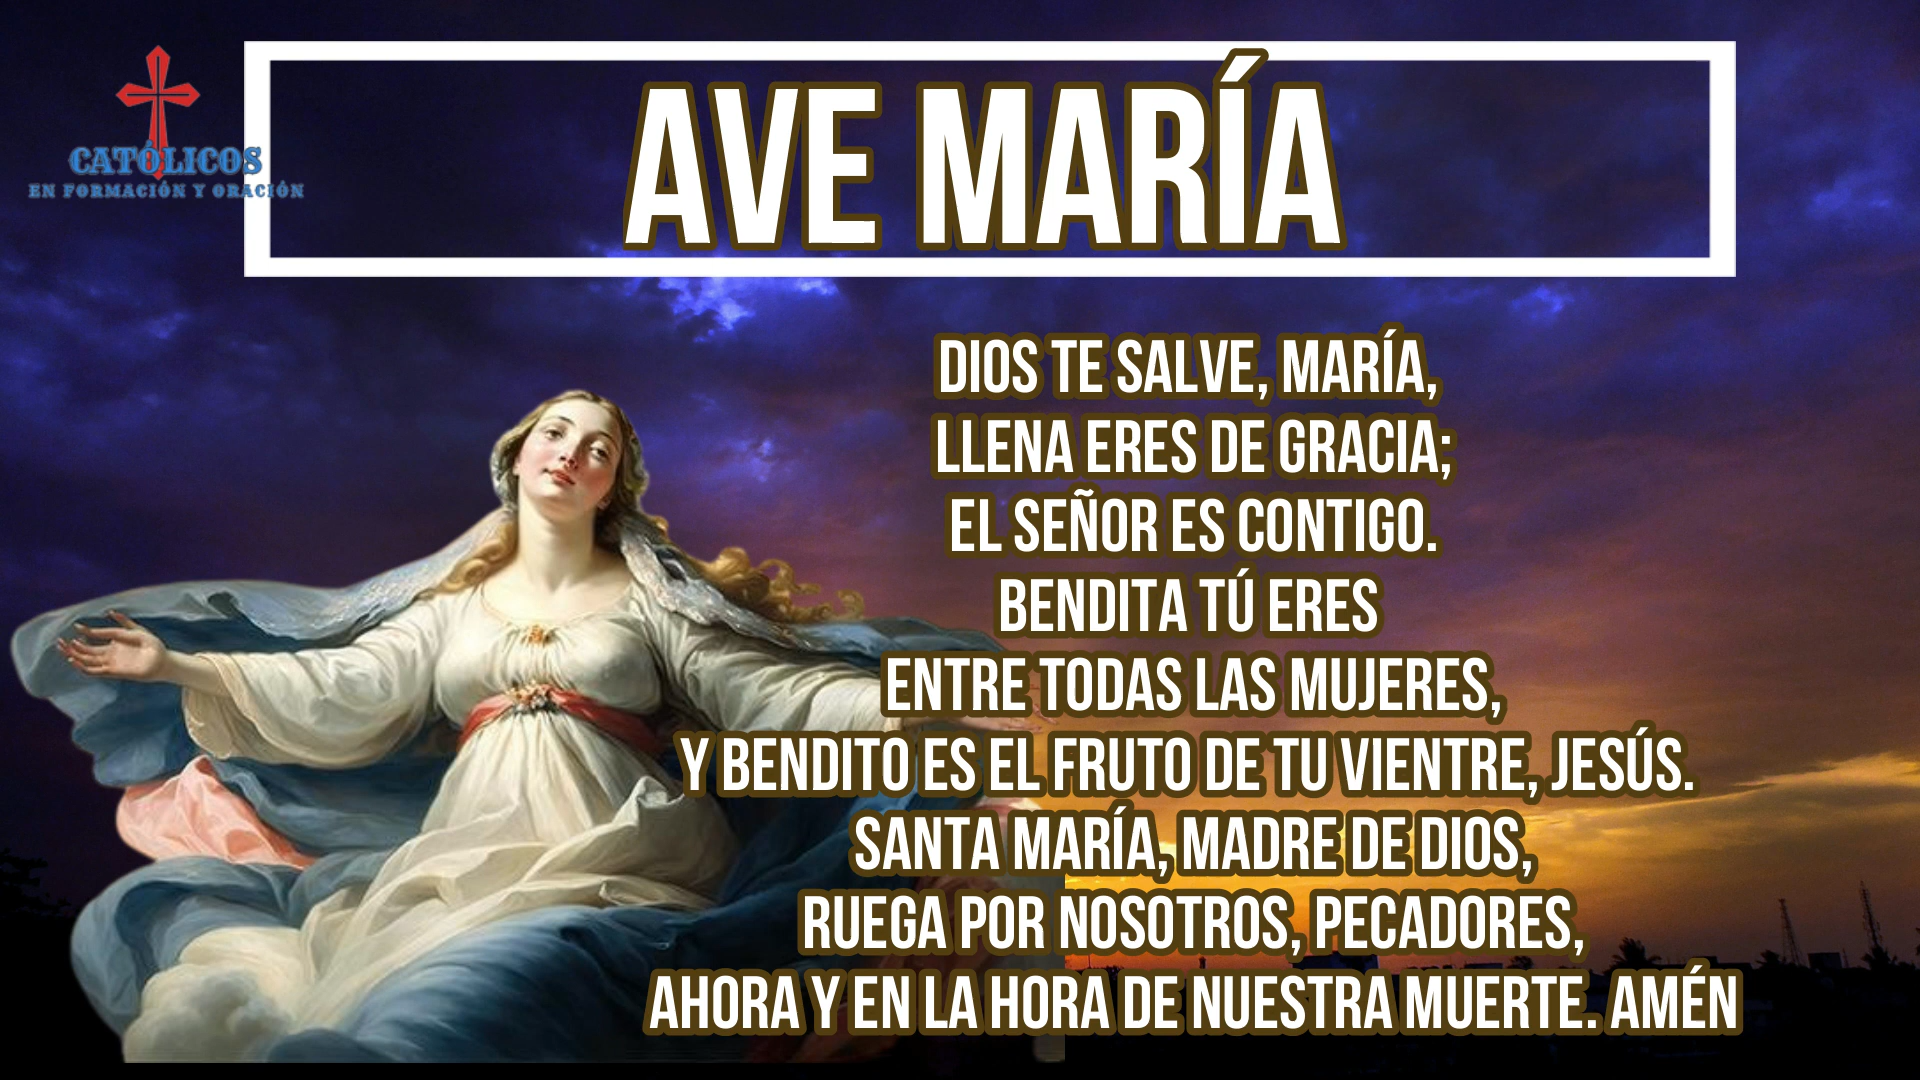 CATÓLICOS
EN FORMACIÓN Y ORACIÓN
AVE MARÍA
DIOS TE SALVE, MARÍA,
LLENA ERES DE GRACIA;
EL SEÑOR ES CONTIGO.
BENDITA TÚ ERES
ENTRE TODAS LAS MUJERES,
Y BENDITO ES EL FRUTO DE TU VIENTRE, JESÚS.
SANTA MARÍA, MADRE DE DIOS,
RUEGA POR NOSOTROS, PECADORES,
AHORA Y EN LA HORA DE NUESTRA MUERTE. AMÉN